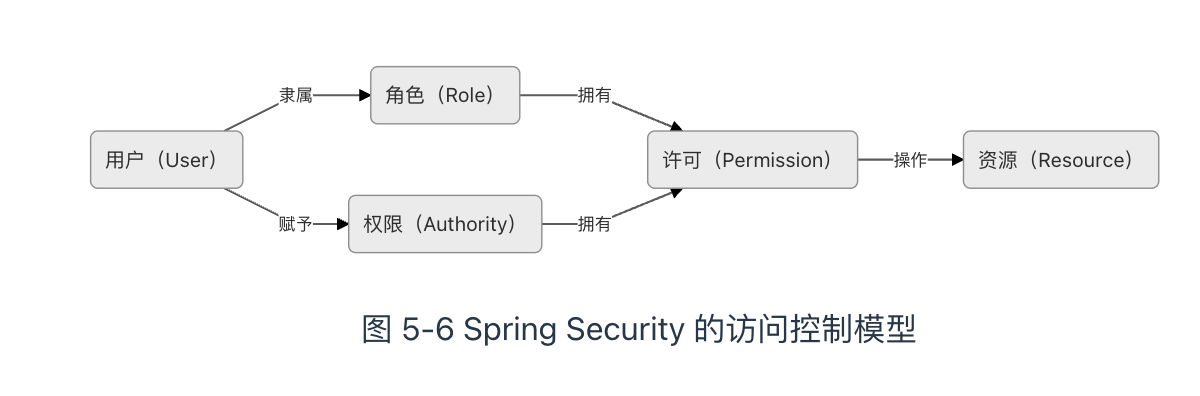 隶属
角色（Role）
拥有
用户（User）
许可（Permission）
操作
资源（Resource）
赋予
权限（Authority）
拥有
图 5-6 Spring Security 的访问控制模型